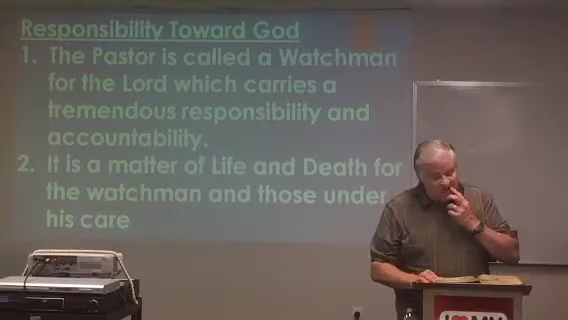 Responsibility Toward God
1. The Pastor is called a Watchman
for the Lord which carries a
tremendous responsibility and
accountability.
2. It is a matter of Life and Death for
the watchman and those under
his care
I MY